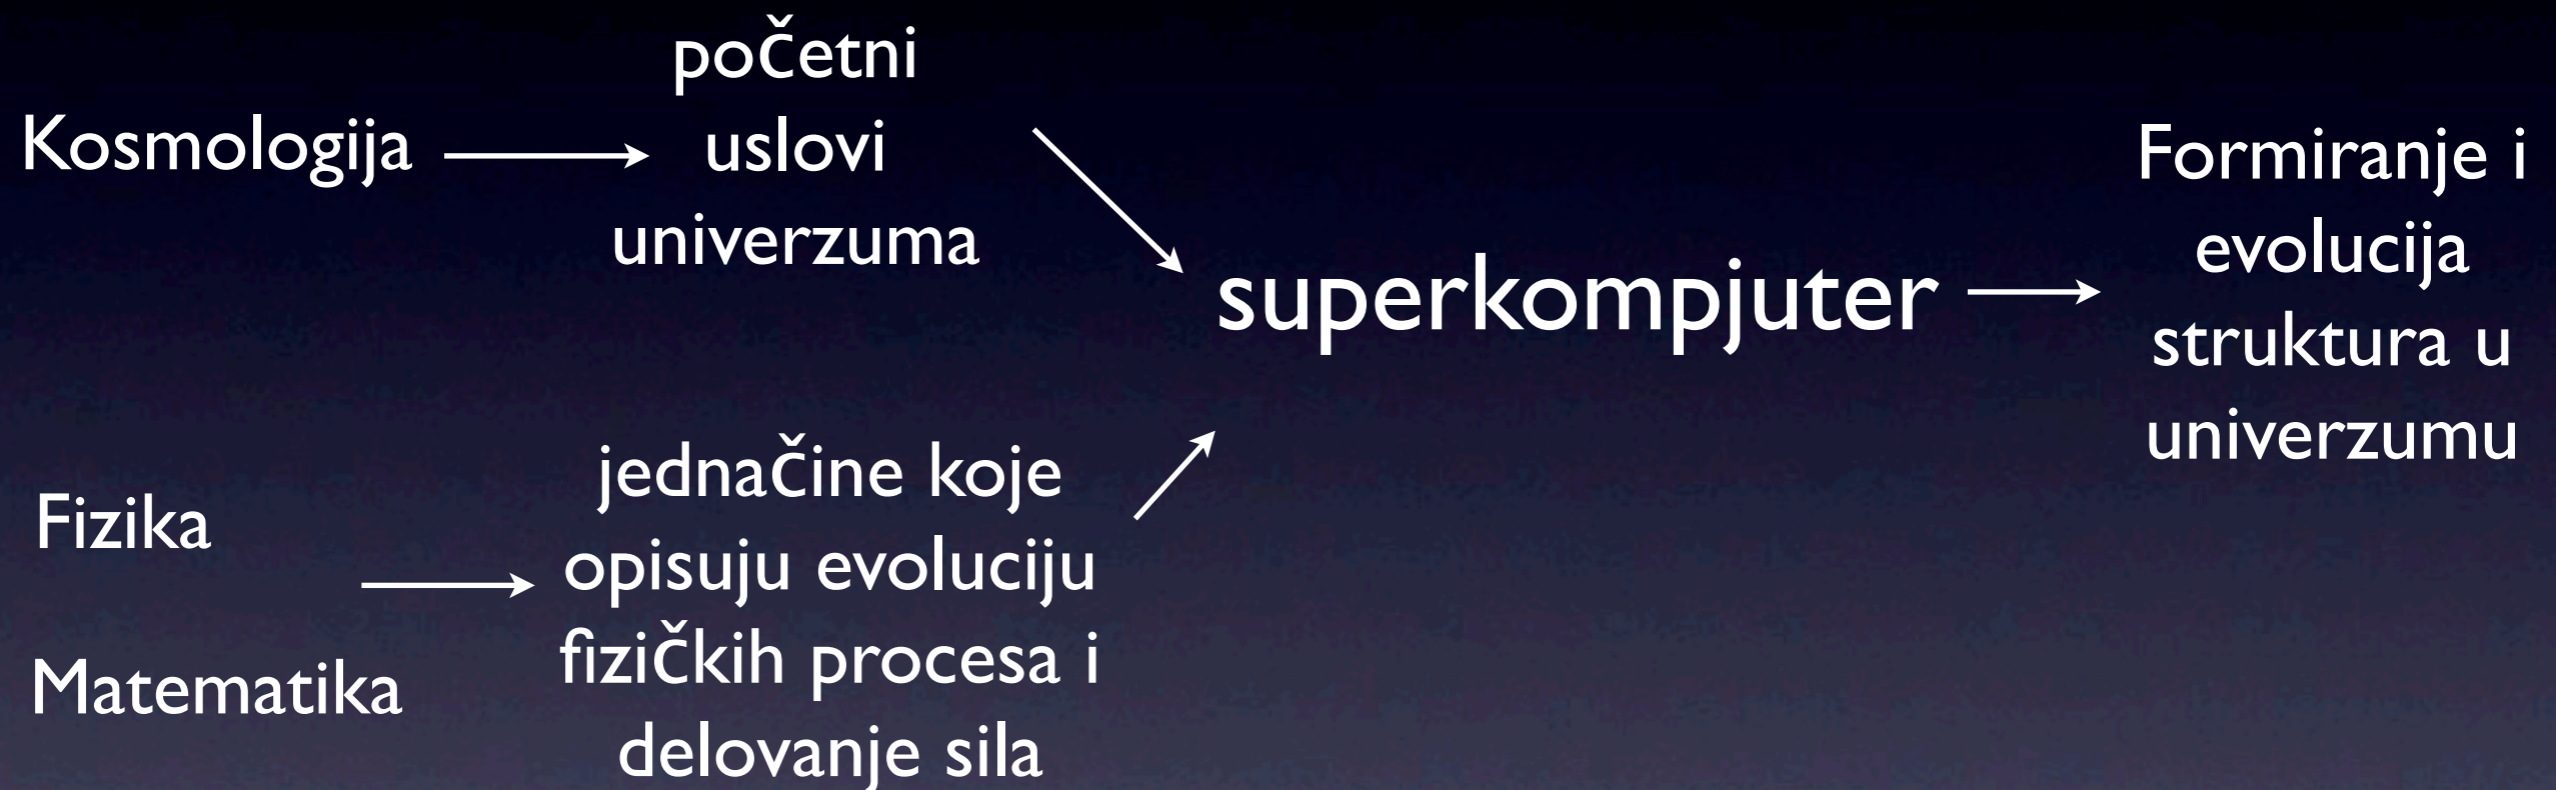 Kosmologija
početni
uslovi
univerzuma
Fizika
Matematika
jednačine koje
opisuju evoluciju
fizičkih procesa i
delovanje sila
superkompjuter
Formiranje i
evolucija
struktura u
univerzumu